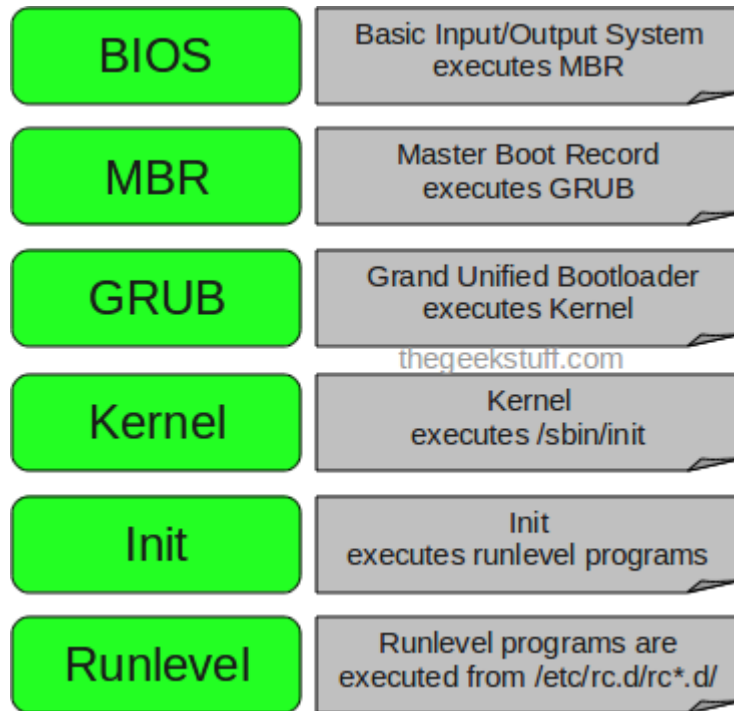 BIOS
Basic Input/Output System
executes MBR
MBR
Master Boot Record
executes GRUB
GRUB
Grand Unified Bootloader
executes Kernel
thegeekstuff.com
Kernel
Kernel
executes /sbin/init
Init
Init
executes runlevel programs
Runlevel
Runlevel programs are
executed from /etc/rc.d/rc*.d/